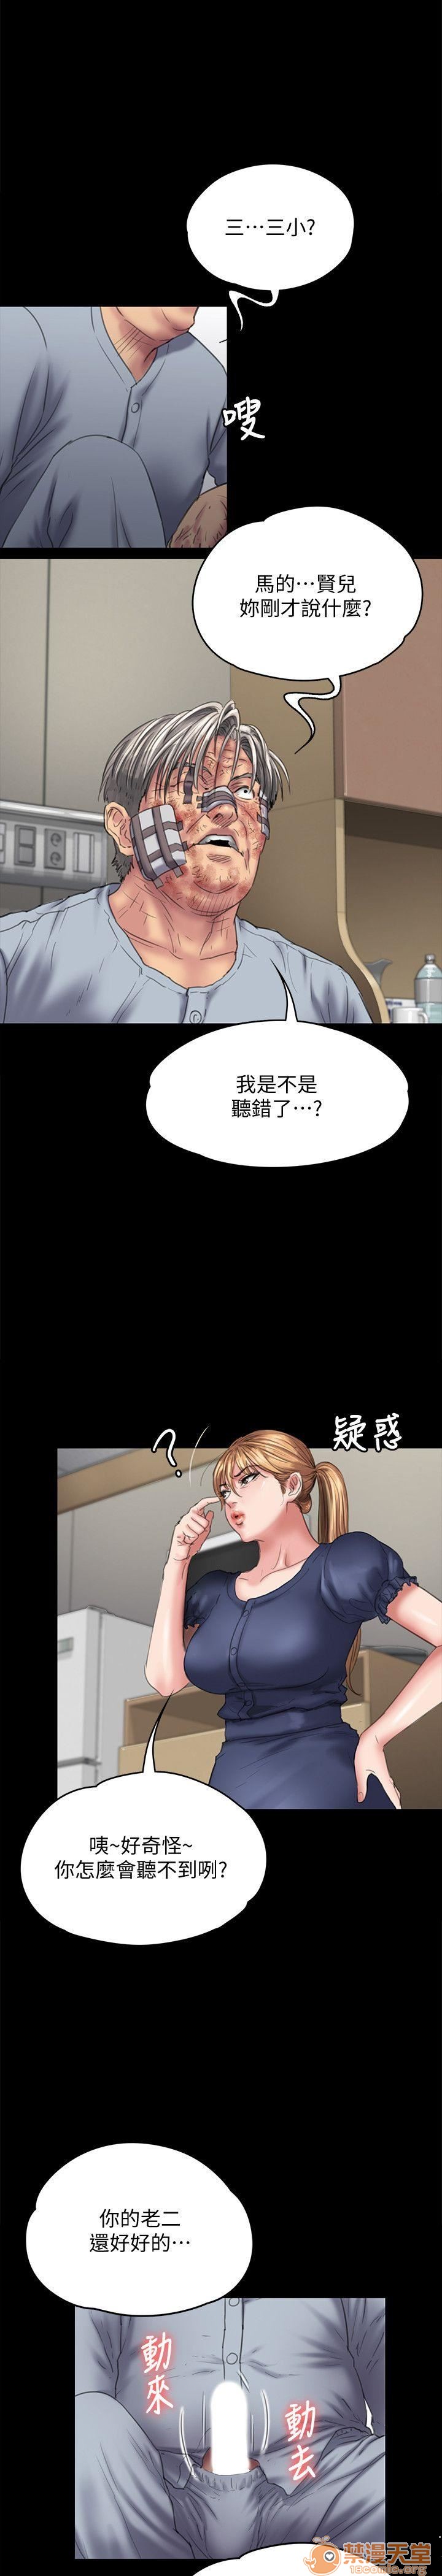 三…三小?
嗖
馬的…賢兒
妳剛才說什麼?
我是不是
聽錯了…?
疑惑
?
咦~好奇怪~
你怎麼會聽不到咧?
你的老二
還好好的…
動來
動去
禁漫天堂
18comic.org